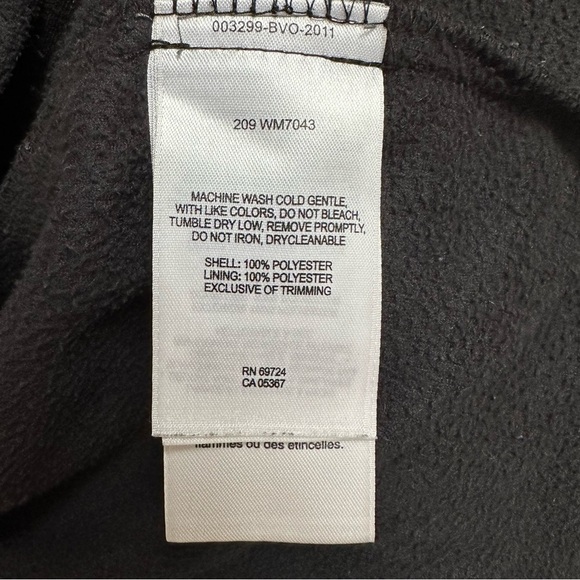 003299-BVO-2011
209 WM7043
MACHINE WASH COLD GENTLE,
WITH LIKE COLORS, DO NOT BLEACH,
TUMBLE DRY LOW, REMOVE PROMPTLY,
DO NOT IRON, DRYCLEANABLE
SHELL: 100% POLYESTER
LINING: 100% POLYESTER
EXCLUSIVE OF TRIMMING
RN 69724
CA 05367
flammes ou des étincelles.